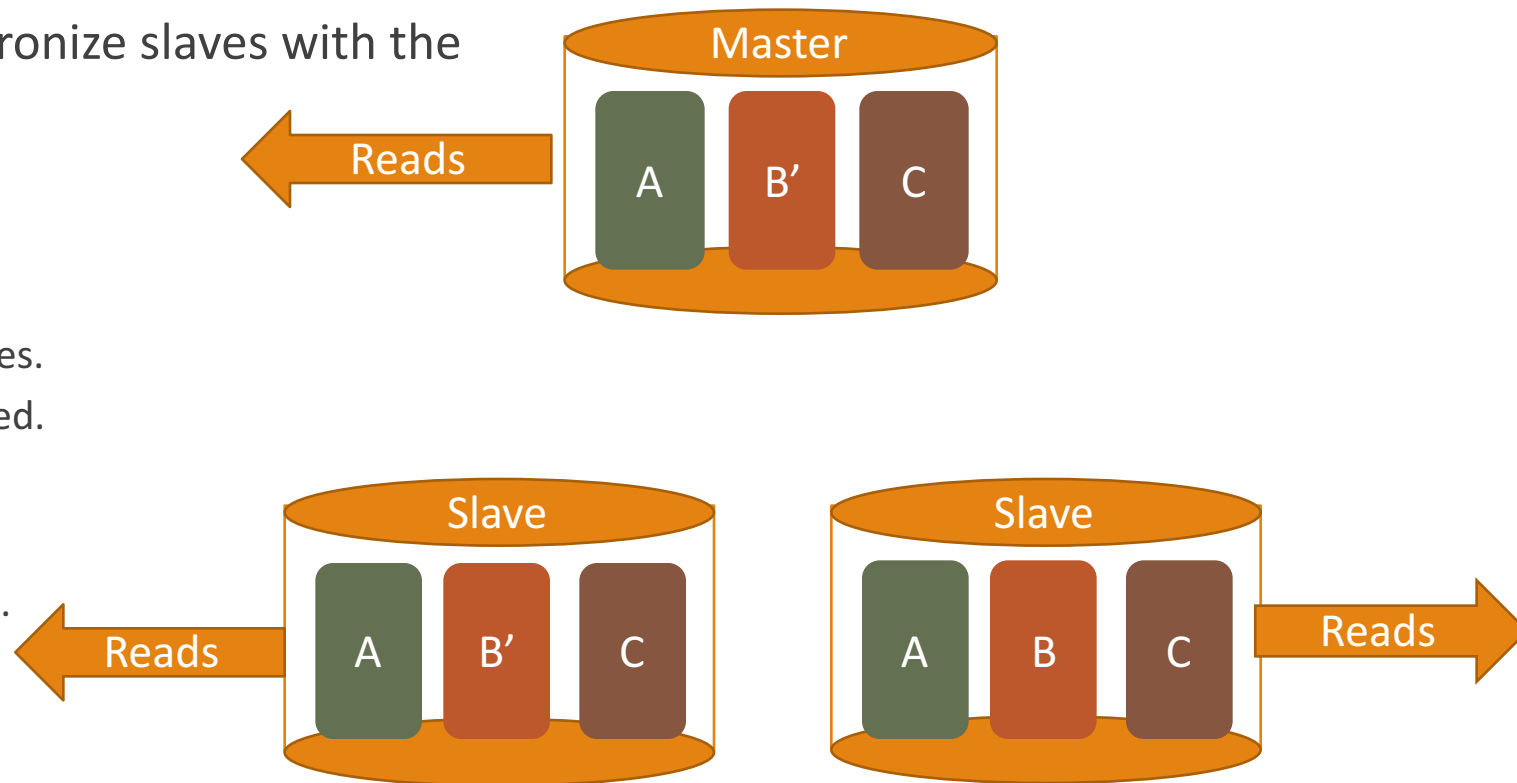 ronize slaves with the
Master
Reads
A B’ C
es.
ed.
Slave
Slave
.
Reads
A B’ C
A B C
Reads